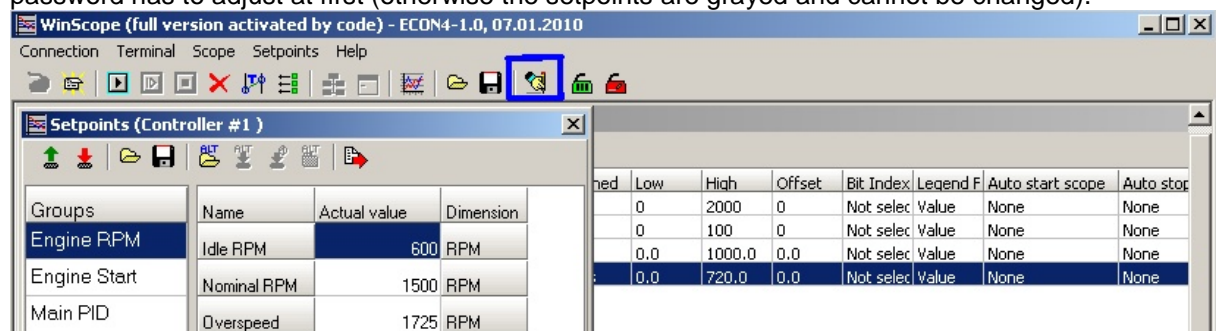 password has to adjust at first (otherwise the setpoints are grayed and cannot be changed):
WinScope (full version activated by code) - ECON4-1.0, 07.01.2010
Connection Terminal Scope Setpoints Help
Setpoints (Controller #1 )
ALT ALT ALT ALT
ned Low High Offset Bit Index Legend F Auto start scope Auto stop
0 2000 0 Not selec Value None None
0 100 0 Not selec Value None None
0.0 1000.0 0.0 Not selec Value None None
0.0 720.0 0.0 Not selec Value None None
Groups Name Actual value Dimension
Engine RPM Idle RPM 600 RPM
Engine Start Nominal RPM 1500 RPM
Main PID Overspeed 1725 RPM